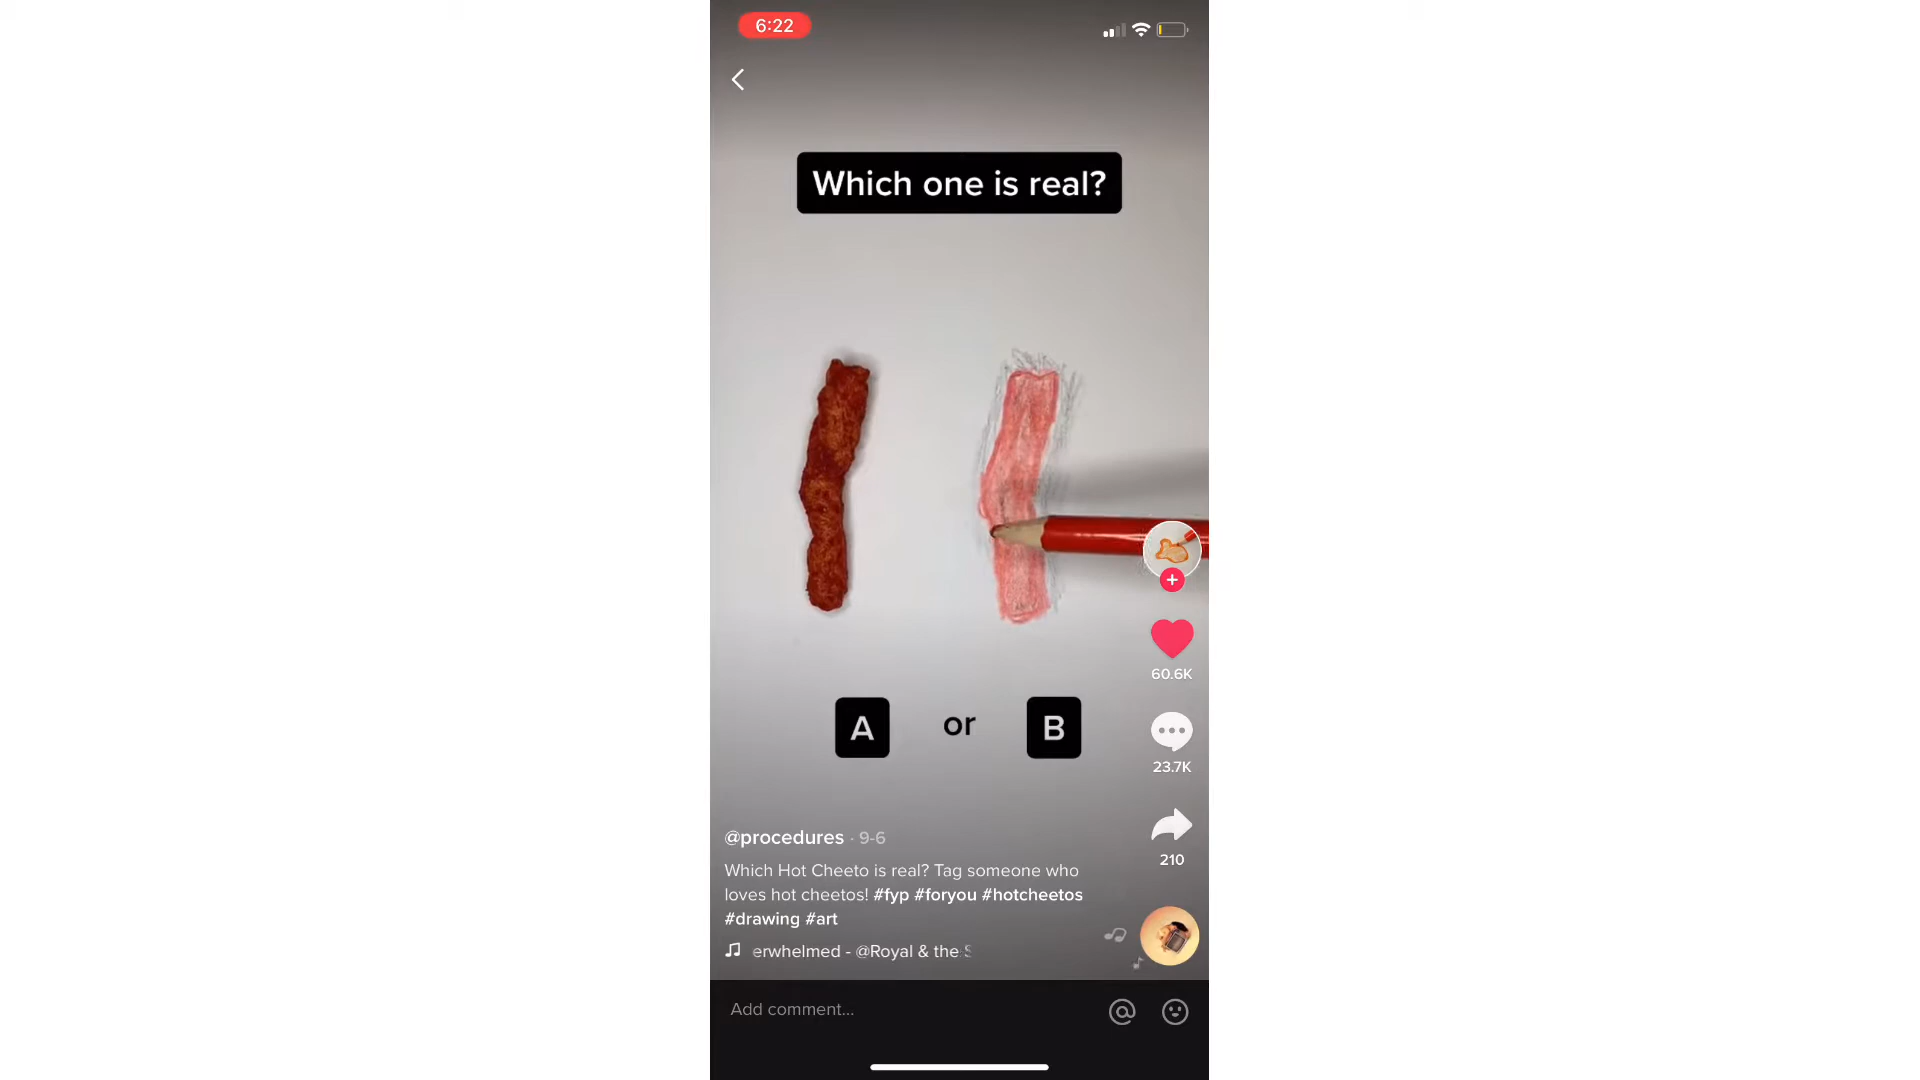 6:22
Which one is real?
A or B
60.6K
23.7K
210
@procedures · 9-6
Which Hot Cheeto is real? Tag someone who
loves hot cheetos! #fyp #foryou #hotcheetos
#drawing #art
erwhelmed - @Royal & the S
Add comment...